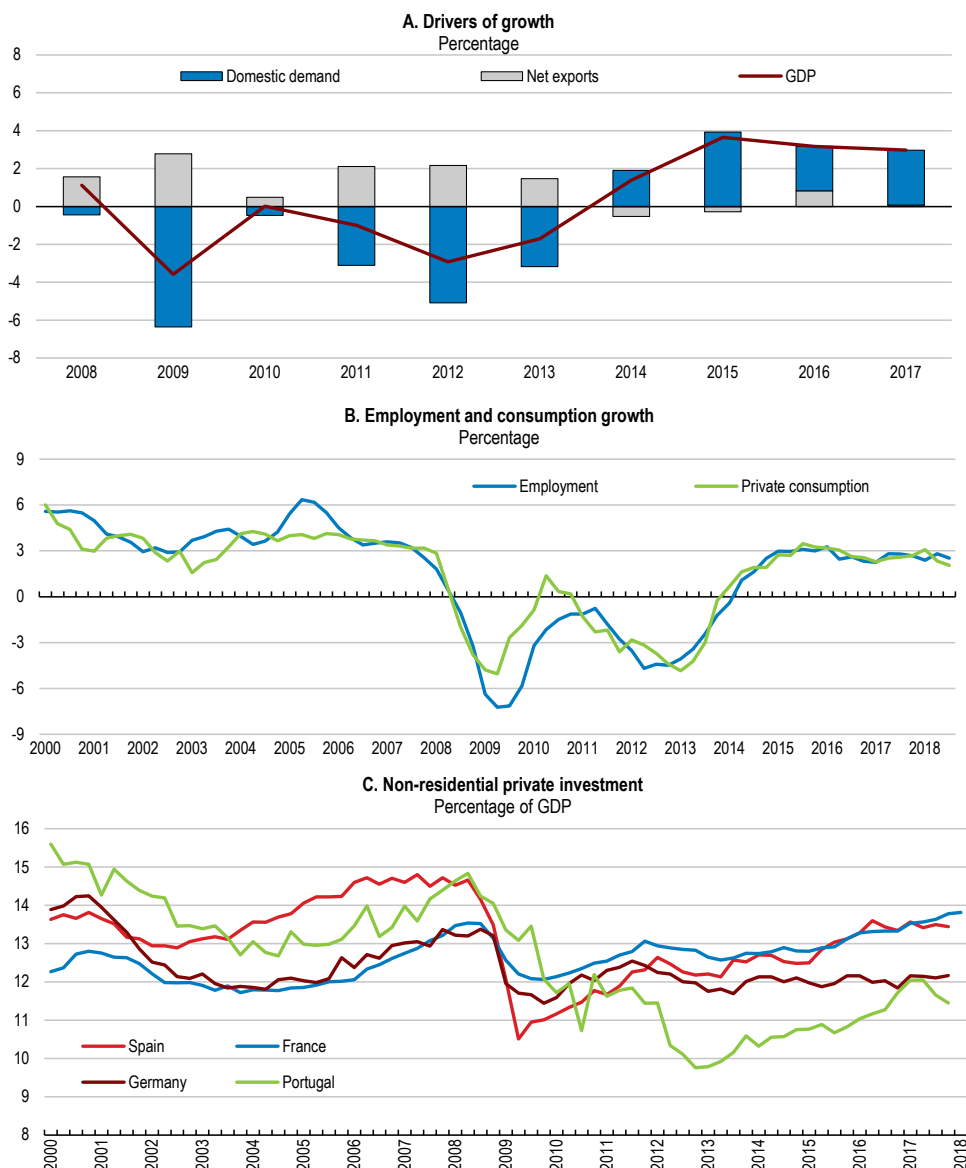 A. Drivers of growth
Percentage
8
Domestic demand Net exports GDP
6
4
2
0
-2
-4
-6
-8
2008 2009 2010 2011 2012 2013 2014 2015 2016 2017
B. Employment and consumption growth
Percentage
9
Employment Private consumption
6
3
0
-3
-6
-9
2000 2001 2002 2003 2004 2005 2006 2007 2008 2009 2010 2011 2012 2013 2014 2015 2016 2017 2018
C. Non-residential private investment
Percentage of GDP
16
15
14
13
12
11
10
9
8
Spain France
Germany Portugal
2000 2001 2002 2003 2004 2005 2006 2007 2008 2009 2010 2011 2012 2013 2014 2015 2016 2017 2018